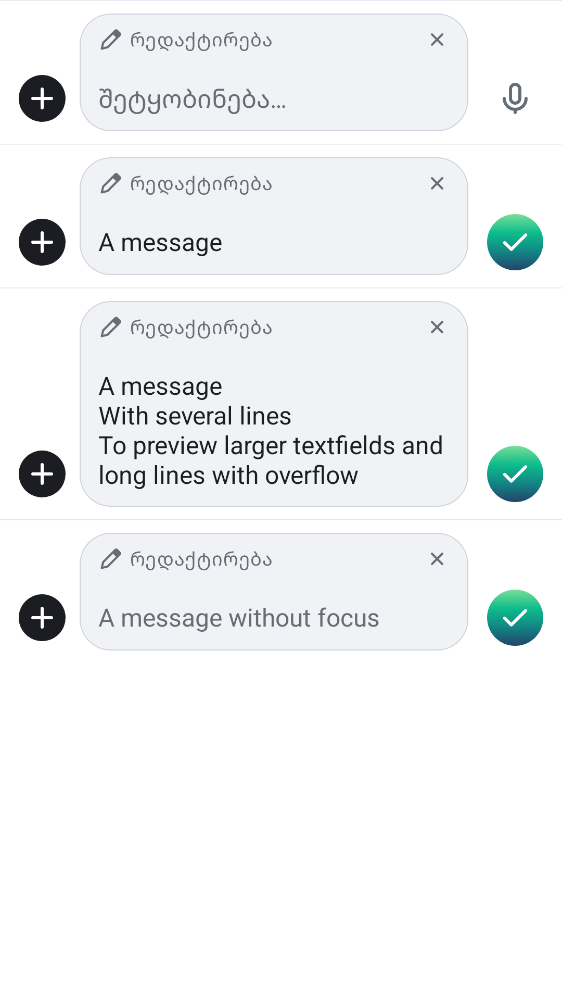 რედაქტირება
შეტყობინება...
რედაქტირება
A message
რედაქტირება
A message
With several lines
To preview larger textfields and
long lines with overflow
რედაქტირება
A message without focus